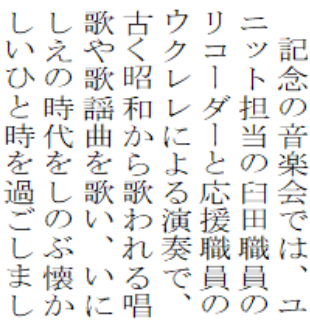 記念の音楽会では、ユ
ニット担当の臼田職員の
リコーダーと応援職員の
ウクレレによる演奏で、
古く昭和から歌われる唱
歌や歌謡曲を歌い、いに
しえの時代をしのぶ懐か
しいひと時を過ごしまし